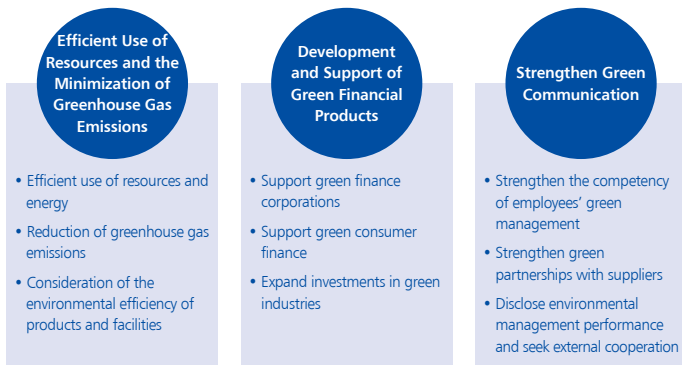 Efficient Use of
Resources and the
Minimization of
Greenhouse Gas
Emissions
• Efficient use of resources and
energy
• Reduction of greenhouse gas
emissions
• Consideration of the
environmental efficiency of
products and facilities
Development
and Support of
Green Financial
Products
• Support green finance
corporations
• Support green consumer
finance
• Expand investments in green
industries
Strengthen Green
Communication
• Strengthen the competency
of employees’ green
management
• Strengthen green
partnerships with suppliers
• Disclose environmental
management performance
and seek external cooperation